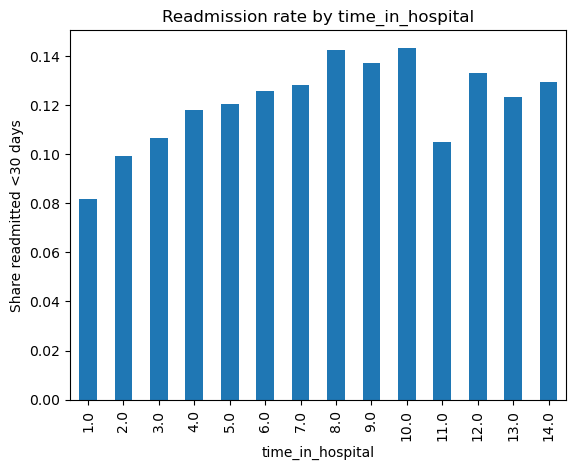 Readmission rate by time_in_hospital
Share readmitted <30 days
0.14
0.12
0.10
0.08
0.06
0.04
0.02
0.00
1.0 2.0 3.0 4.0 5.0 6.0 7.0 8.0 9.0 10.0 11.0 12.0 13.0 14.0
time_in_hospital